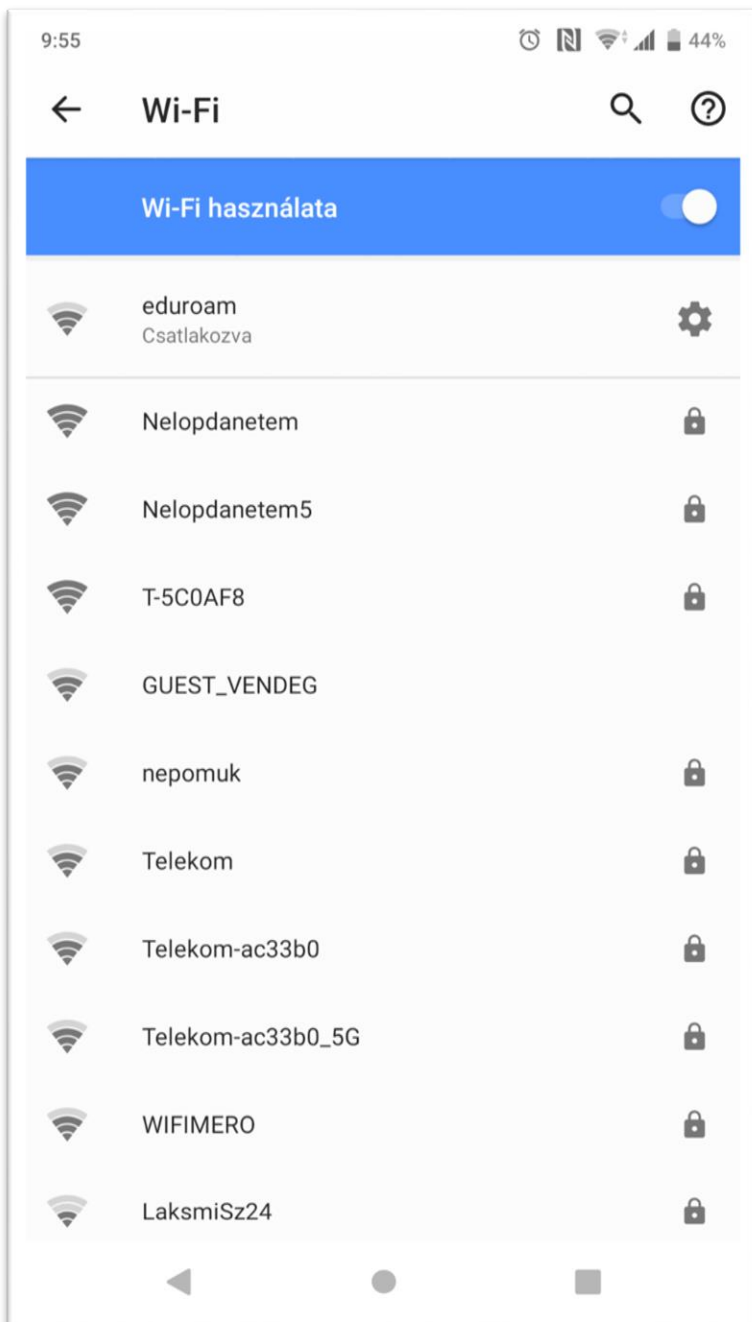 9:55
44%
Wi-Fi
Wi-Fi használata
eduroam
Csatlakozva
Nelopdanetem
Nelopdanetem5
T-5C0AF8
GUEST_VENDEG
nepomuk
Telekom
Telekom-ac33b0
Telekom-ac33b0_5G
WIFIMERO
LaksmiSz24